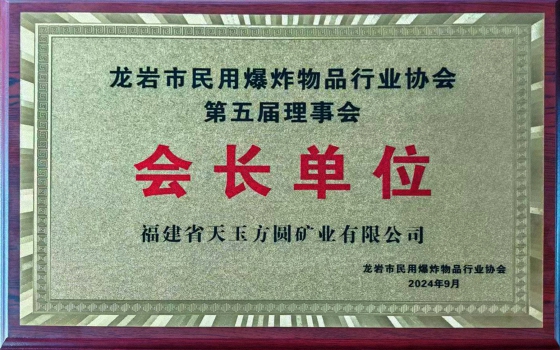 龙岩市民用爆炸物品行业协会
第五届理事会
会长单位
福建省天玉方圆矿业有限公司
龙岩市民用爆炸物品行业协会
2024年9月